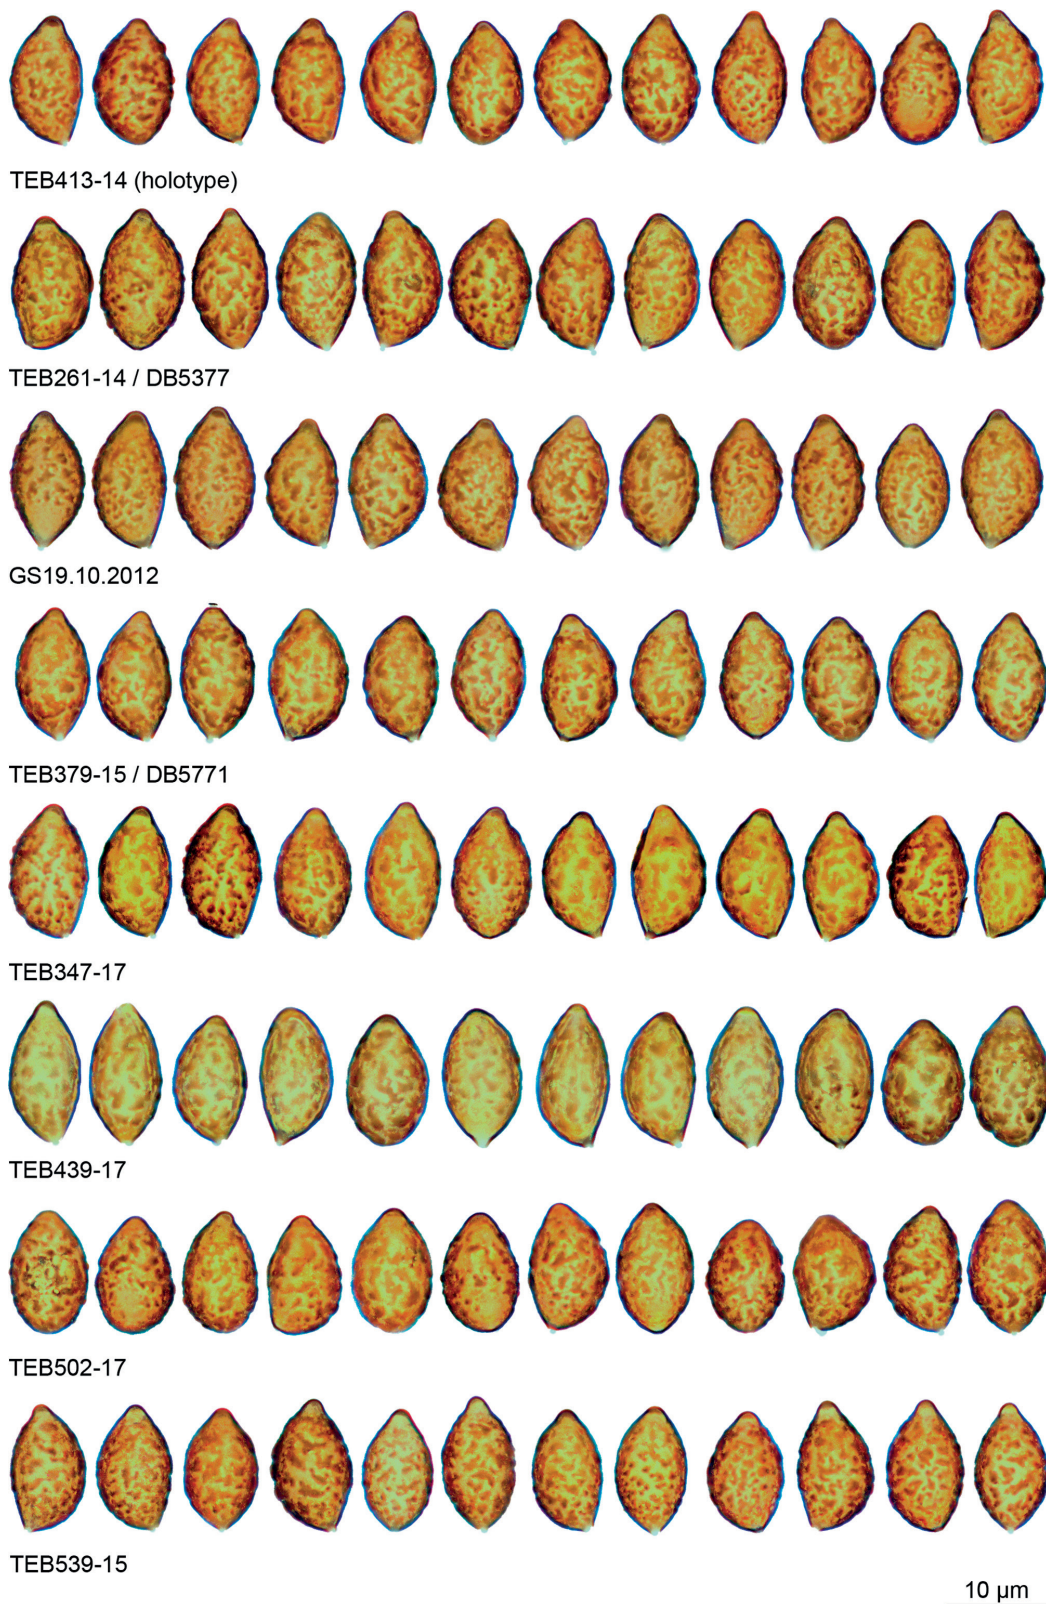 TEB413-14 (holotype)
TEB261-14 / DB5377
GS19.10.2012
TEB379-15 / DB5771
TEB347-17
TEB439-17
TEB502-17
TEB539-15
10 µm